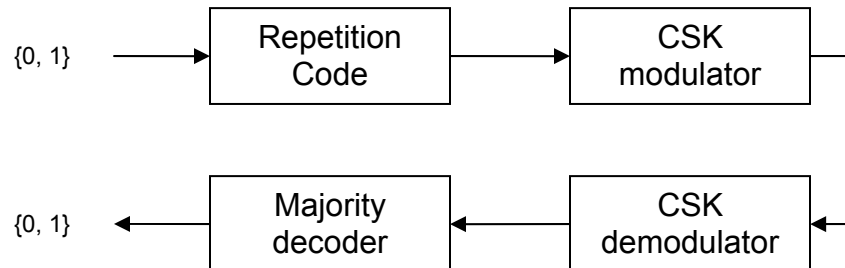 {0, 1}
Repetition
Code
CSK
modulator
{0, 1}
Majority
decoder
CSK
demodulator